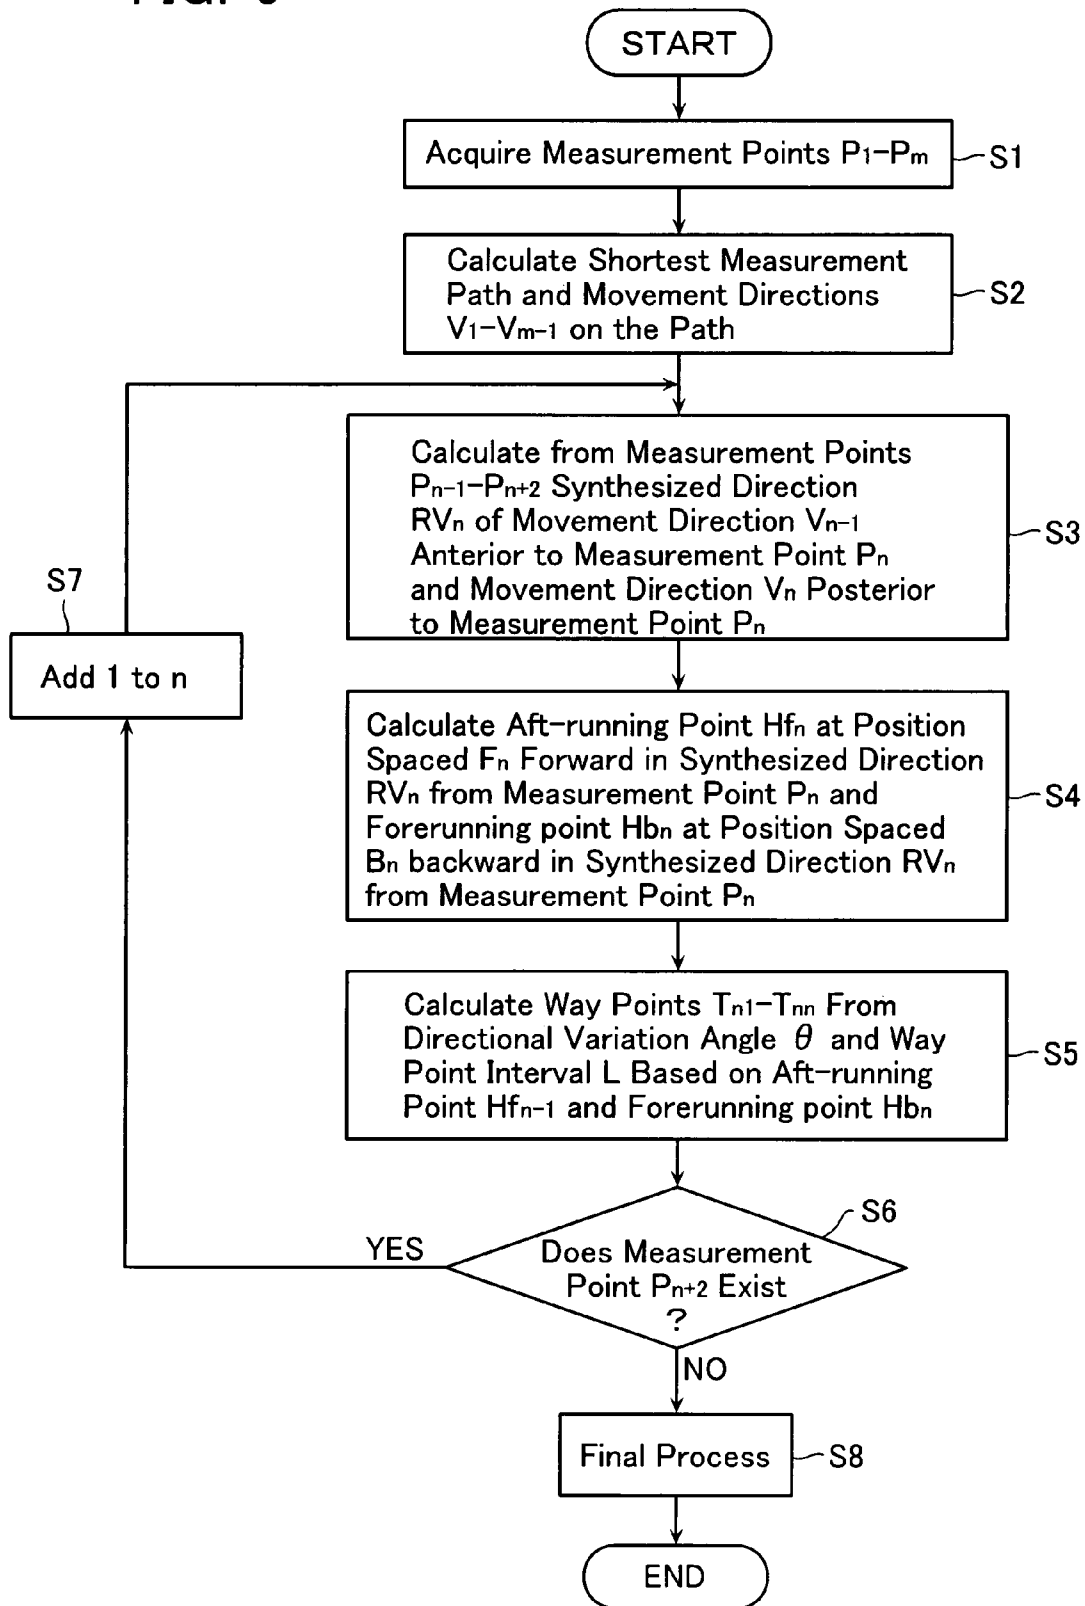 START
Acquire Measurement Points P1-Pm
S1
Calculate Shortest Measurement
Path and Movement Directions
V1-Vm-1 on the Path
S2
Calculate from Measurement Points
Pn-1-Pn+2 Synthesized Direction
RVn of Movement Direction Vn-1
Anterior to Measurement Point Pn
and Movement Direction Vn Posterior
to Measurement Point Pn
S3
S7
Add 1 to n
Calculate Aft-running Point Hfn at Position
Spaced Fn Forward in Synthesized Direction
RVn from Measurement Point Pn and
Forerunning point Hbn at Position Spaced
Bn backward in Synthesized Direction RVn
from Measurement Point Pn
S4
Calculate Way Points Tn1-Tnn From
Directional Variation Angle θ and Way
Point Interval L Based on Aft-running
Point Hfn-1 and Forerunning point Hbn
S5
S6
YES
Does Measurement
Point Pn+2 Exist
?
NO
Final Process
S8
END